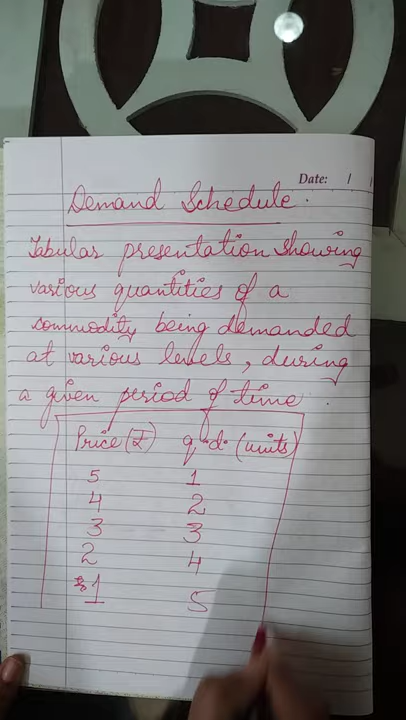 Date: / /
Demand Schedule.
Tabular presentation showing
various quantities of a
commodity being demanded
at various levels, during
a given period of time.
Price (₹) q.d. (units)
5 1
4 2
3 3
2 4
1 5